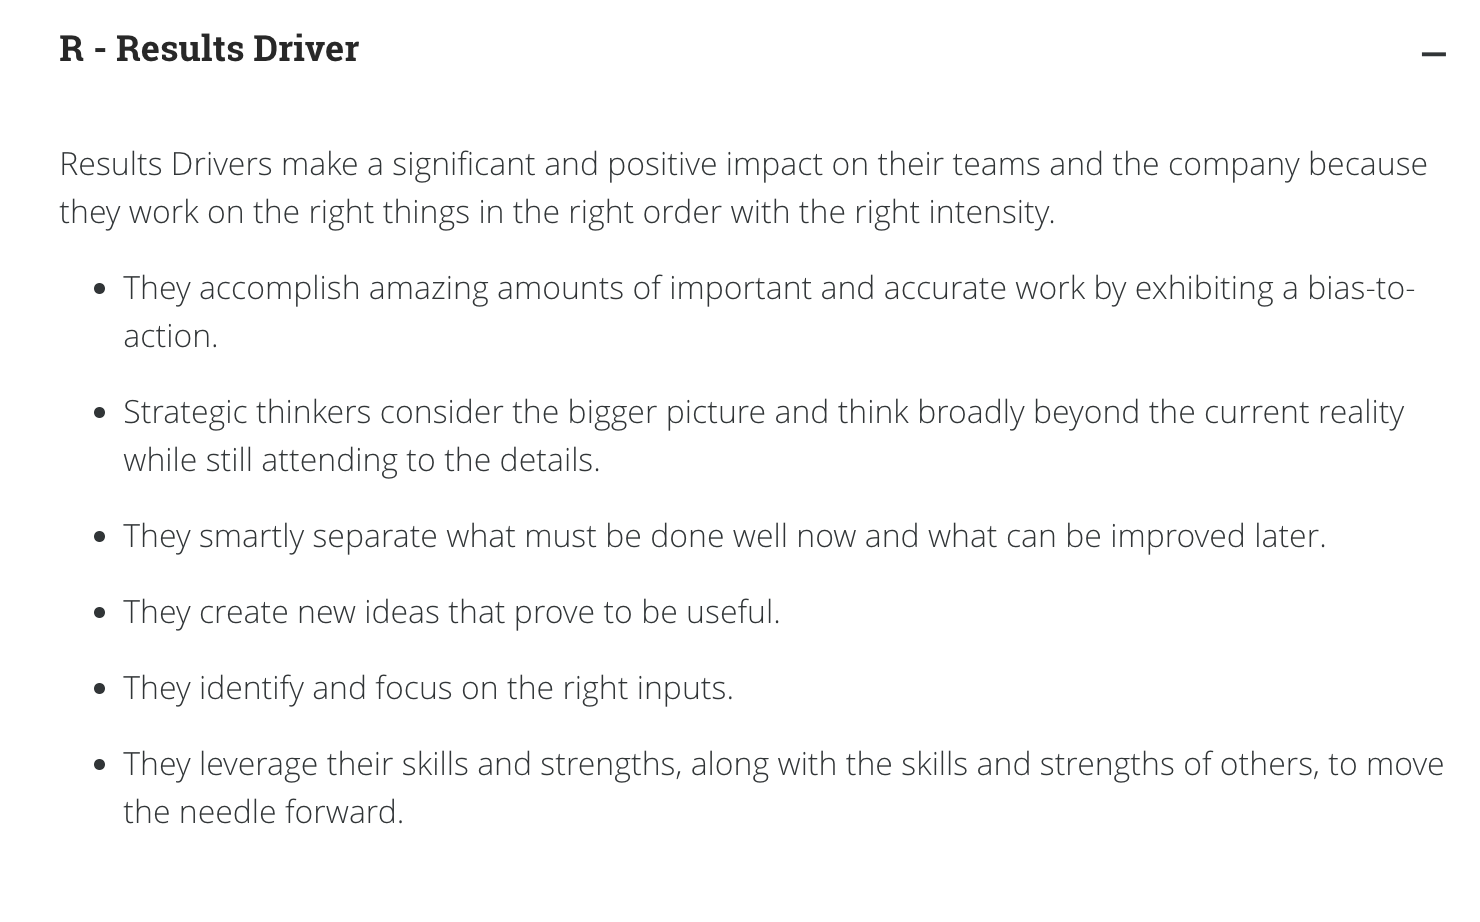 R - Results Driver
Results Drivers make a significant and positive impact on their teams and the company because
they work on the right things in the right order with the right intensity.
• They accomplish amazing amounts of important and accurate work by exhibiting a bias-to-
action.
• Strategic thinkers consider the bigger picture and think broadly beyond the current reality
while still attending to the details.
• They smartly separate what must be done well now and what can be improved later.
• They create new ideas that prove to be useful.
• They identify and focus on the right inputs.
• They leverage their skills and strengths, along with the skills and strengths of others, to move
the needle forward.